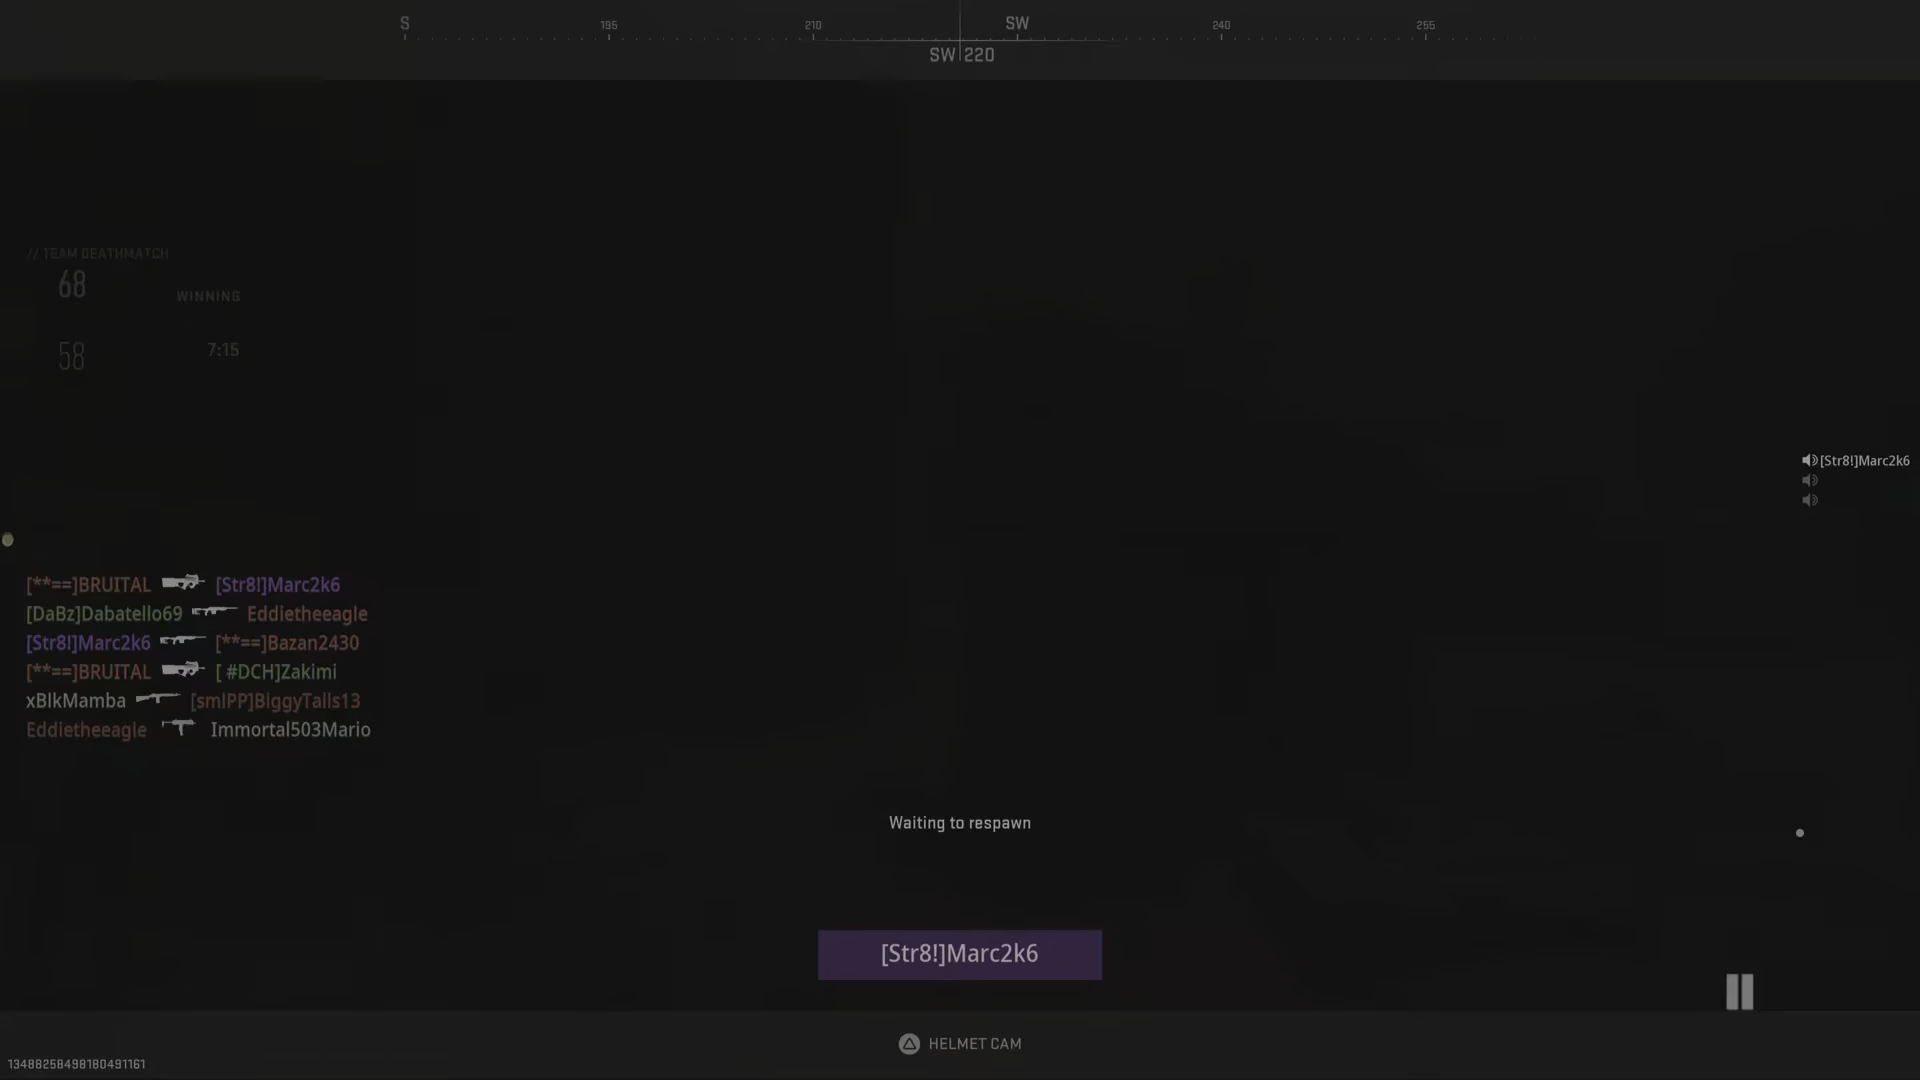 S 195 210 SW 240 255
SW 220
// TEAM DEATHMATCH
68
WINNING
58
7:15
[Str8!]Marc2k6
[**==]BRUITAL [Str8!]Marc2k6
[DaBz]Dabatello69 Eddietheeagle
[Str8!]Marc2k6 [**==]Bazan2430
[**==]BRUITAL [ #DCH]Zakimi
xBlkMamba [smlPP]BiggyTalls13
Eddietheeagle Immortal503Mario
Waiting to respawn
[Str8!]Marc2k6
HELMET CAM
13488258498180491161